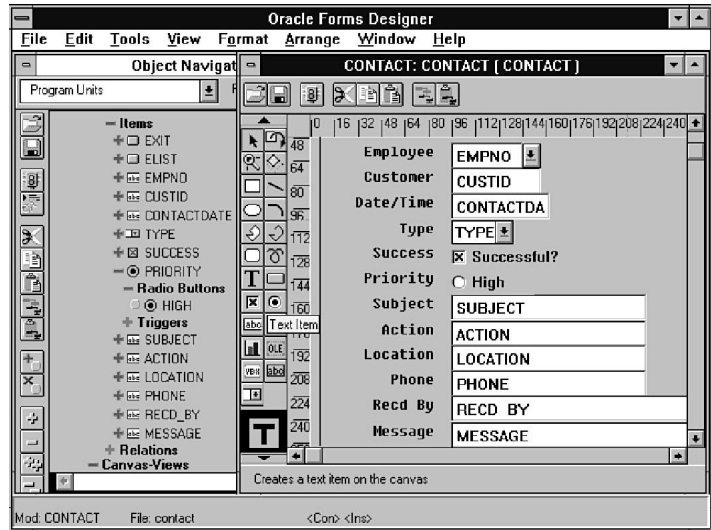 Oracle Forms Designer
File Edit Tools View Format Arrange Window Help
Object Navigat
Program Units
F
Items
EXIT
ELIST
EMPNO
CUSTID
CONTACTDATE
TYPE
SUCCESS
PRIORITY
Radio Buttons
HIGH
Triggers
SUBJECT
ACTION
LOCATION
PHONE
RECD_BY
MESSAGE
Relations
Canvas-Views
CONTACT: CONTACT ( CONTACT )
0 16 32 48 64 80 96 112 128 144 160 176 192 208 224 240
48
64
80
96
112
128
144
160
192
208
224
240
T
abc
Text Item
OLE
VBX
abc
T
Employee EMPNO
Customer CUSTID
Date/Time CONTACTDA
Type TYPE
Success Successful?
Priority High
Subject SUBJECT
Action ACTION
Location LOCATION
Phone PHONE
Recd By RECD BY
Message MESSAGE
Creates a text item on the canvas
Mod: CONTACT File: contact <Con> <Ins>